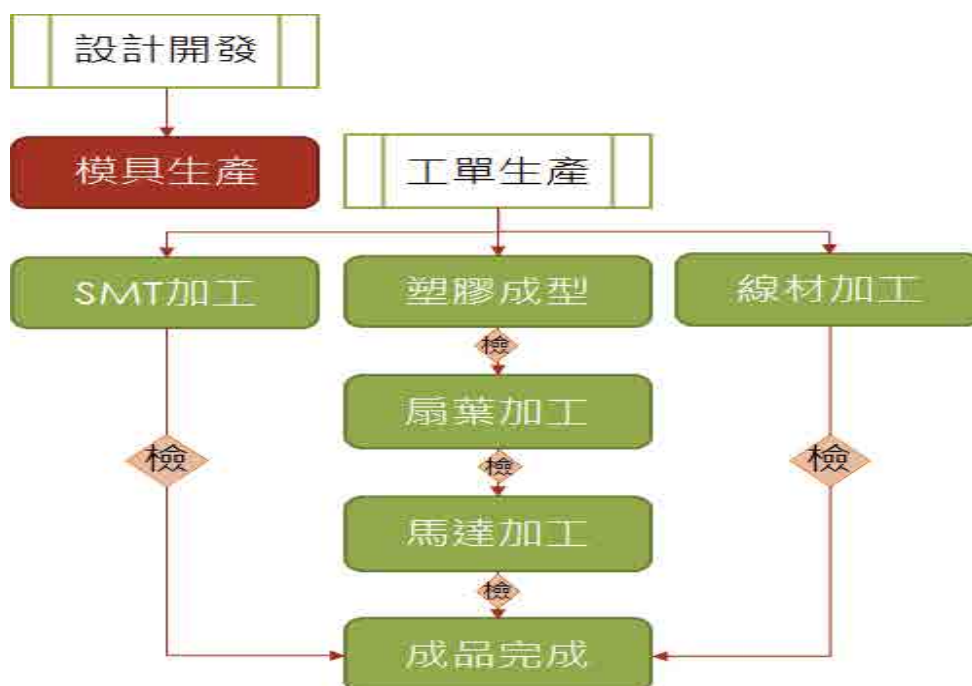 設計開發
模具生產
工單生產
SMT加工
塑膠成型
線材加工
檢
扇葉加工
檢
檢
檢
馬達加工
檢
成品完成